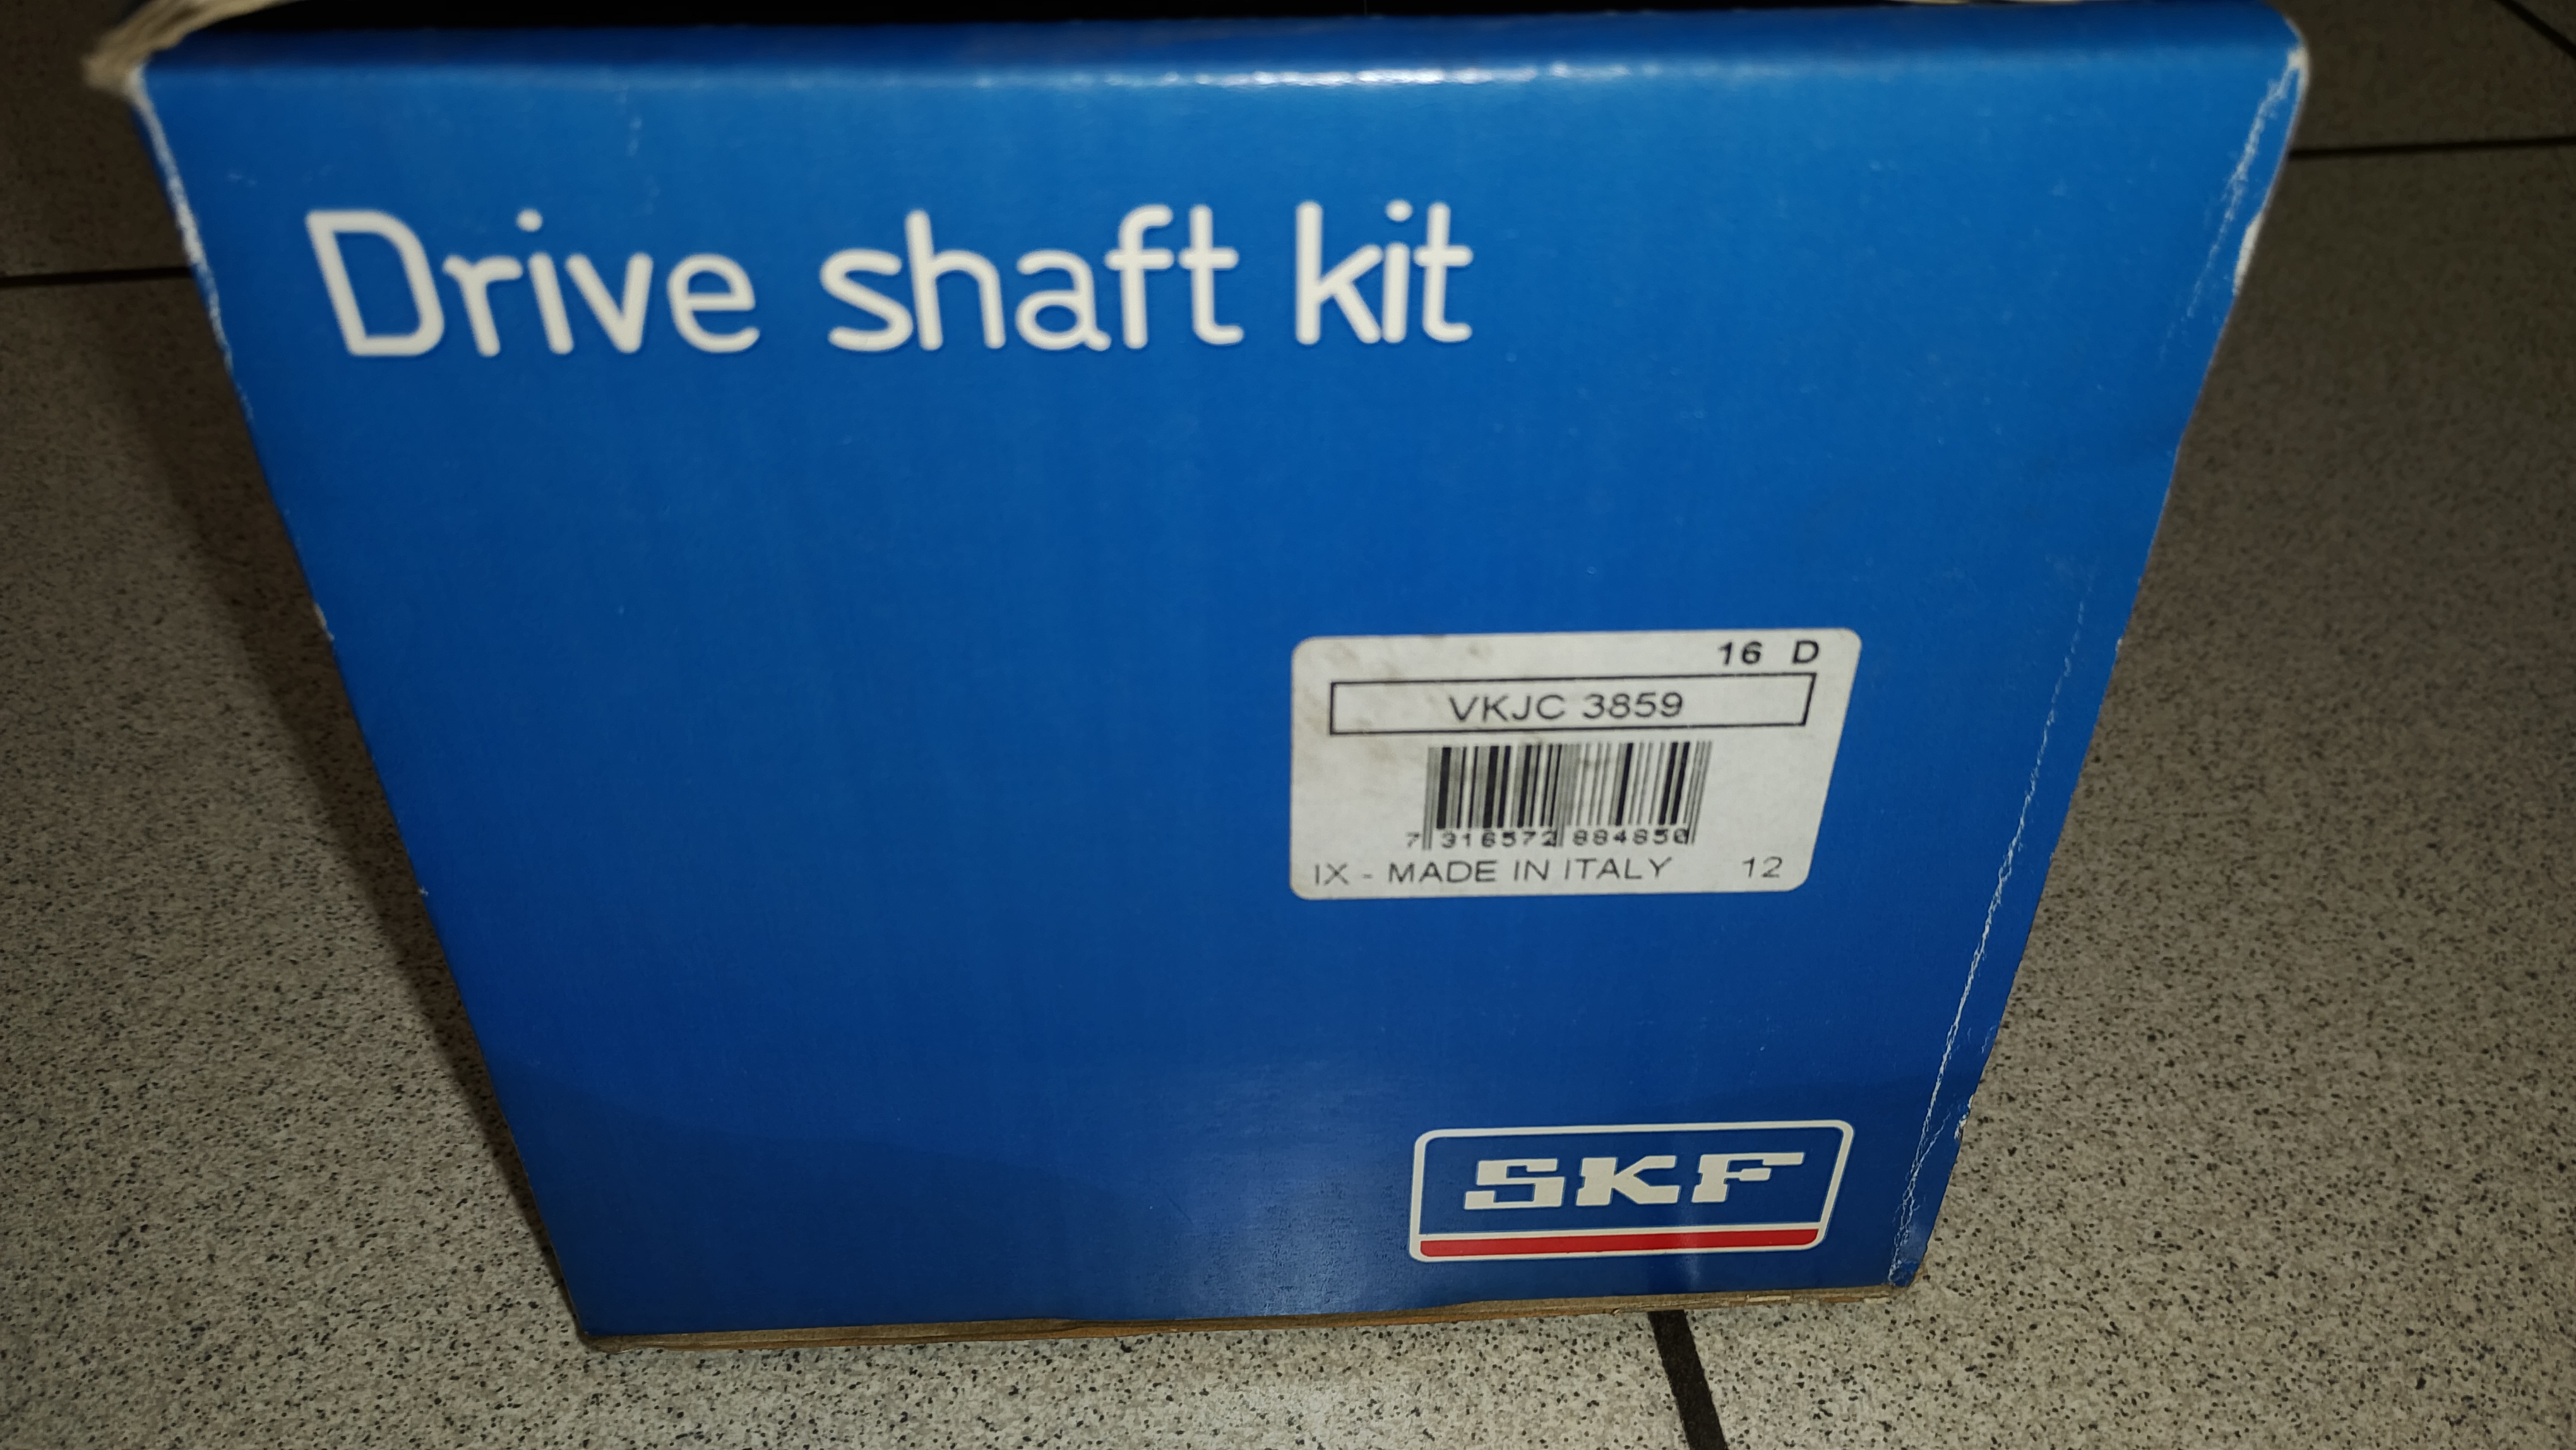 Drive shaft kit
16 D
VKJC 3859
7 316572 884850
IX - MADE IN ITALY 12
SKF